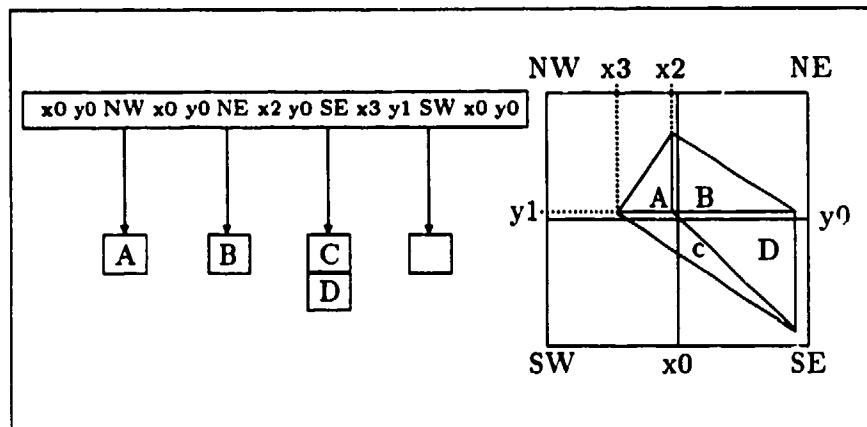 NW x3 x2 NE
x0 y0 NW x0 y0 NE x2 y0 SE x3 y1 SW x0 y0
A B
y1 y0
A B C c D
D
SW x0 SE